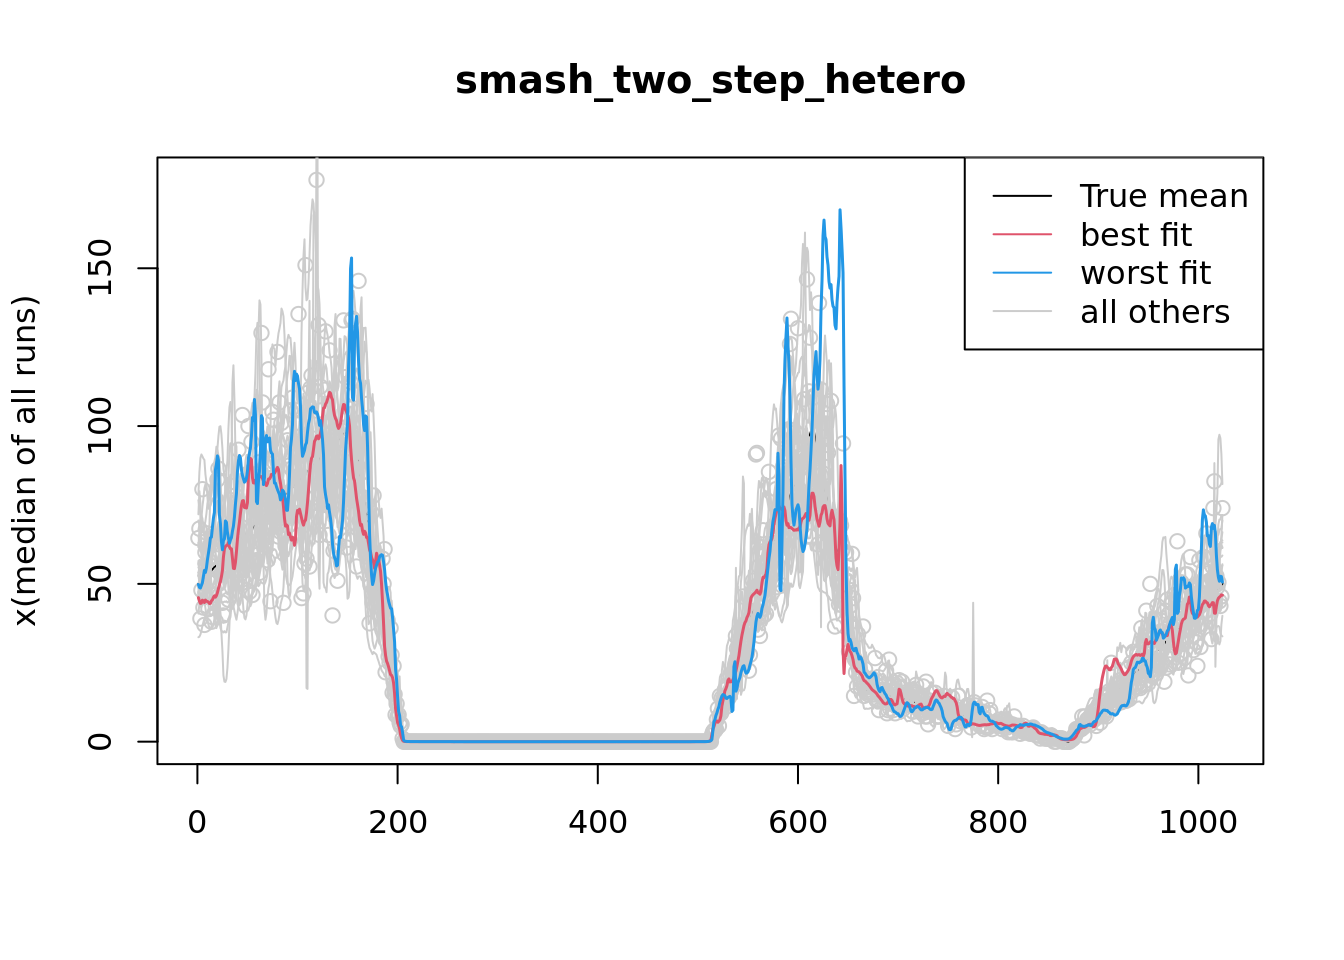 smash_two_step_hetero
True mean
best fit
worst fit
all others
x(median of all runs)
150
100
50
0
0 200 400 600 800 1000